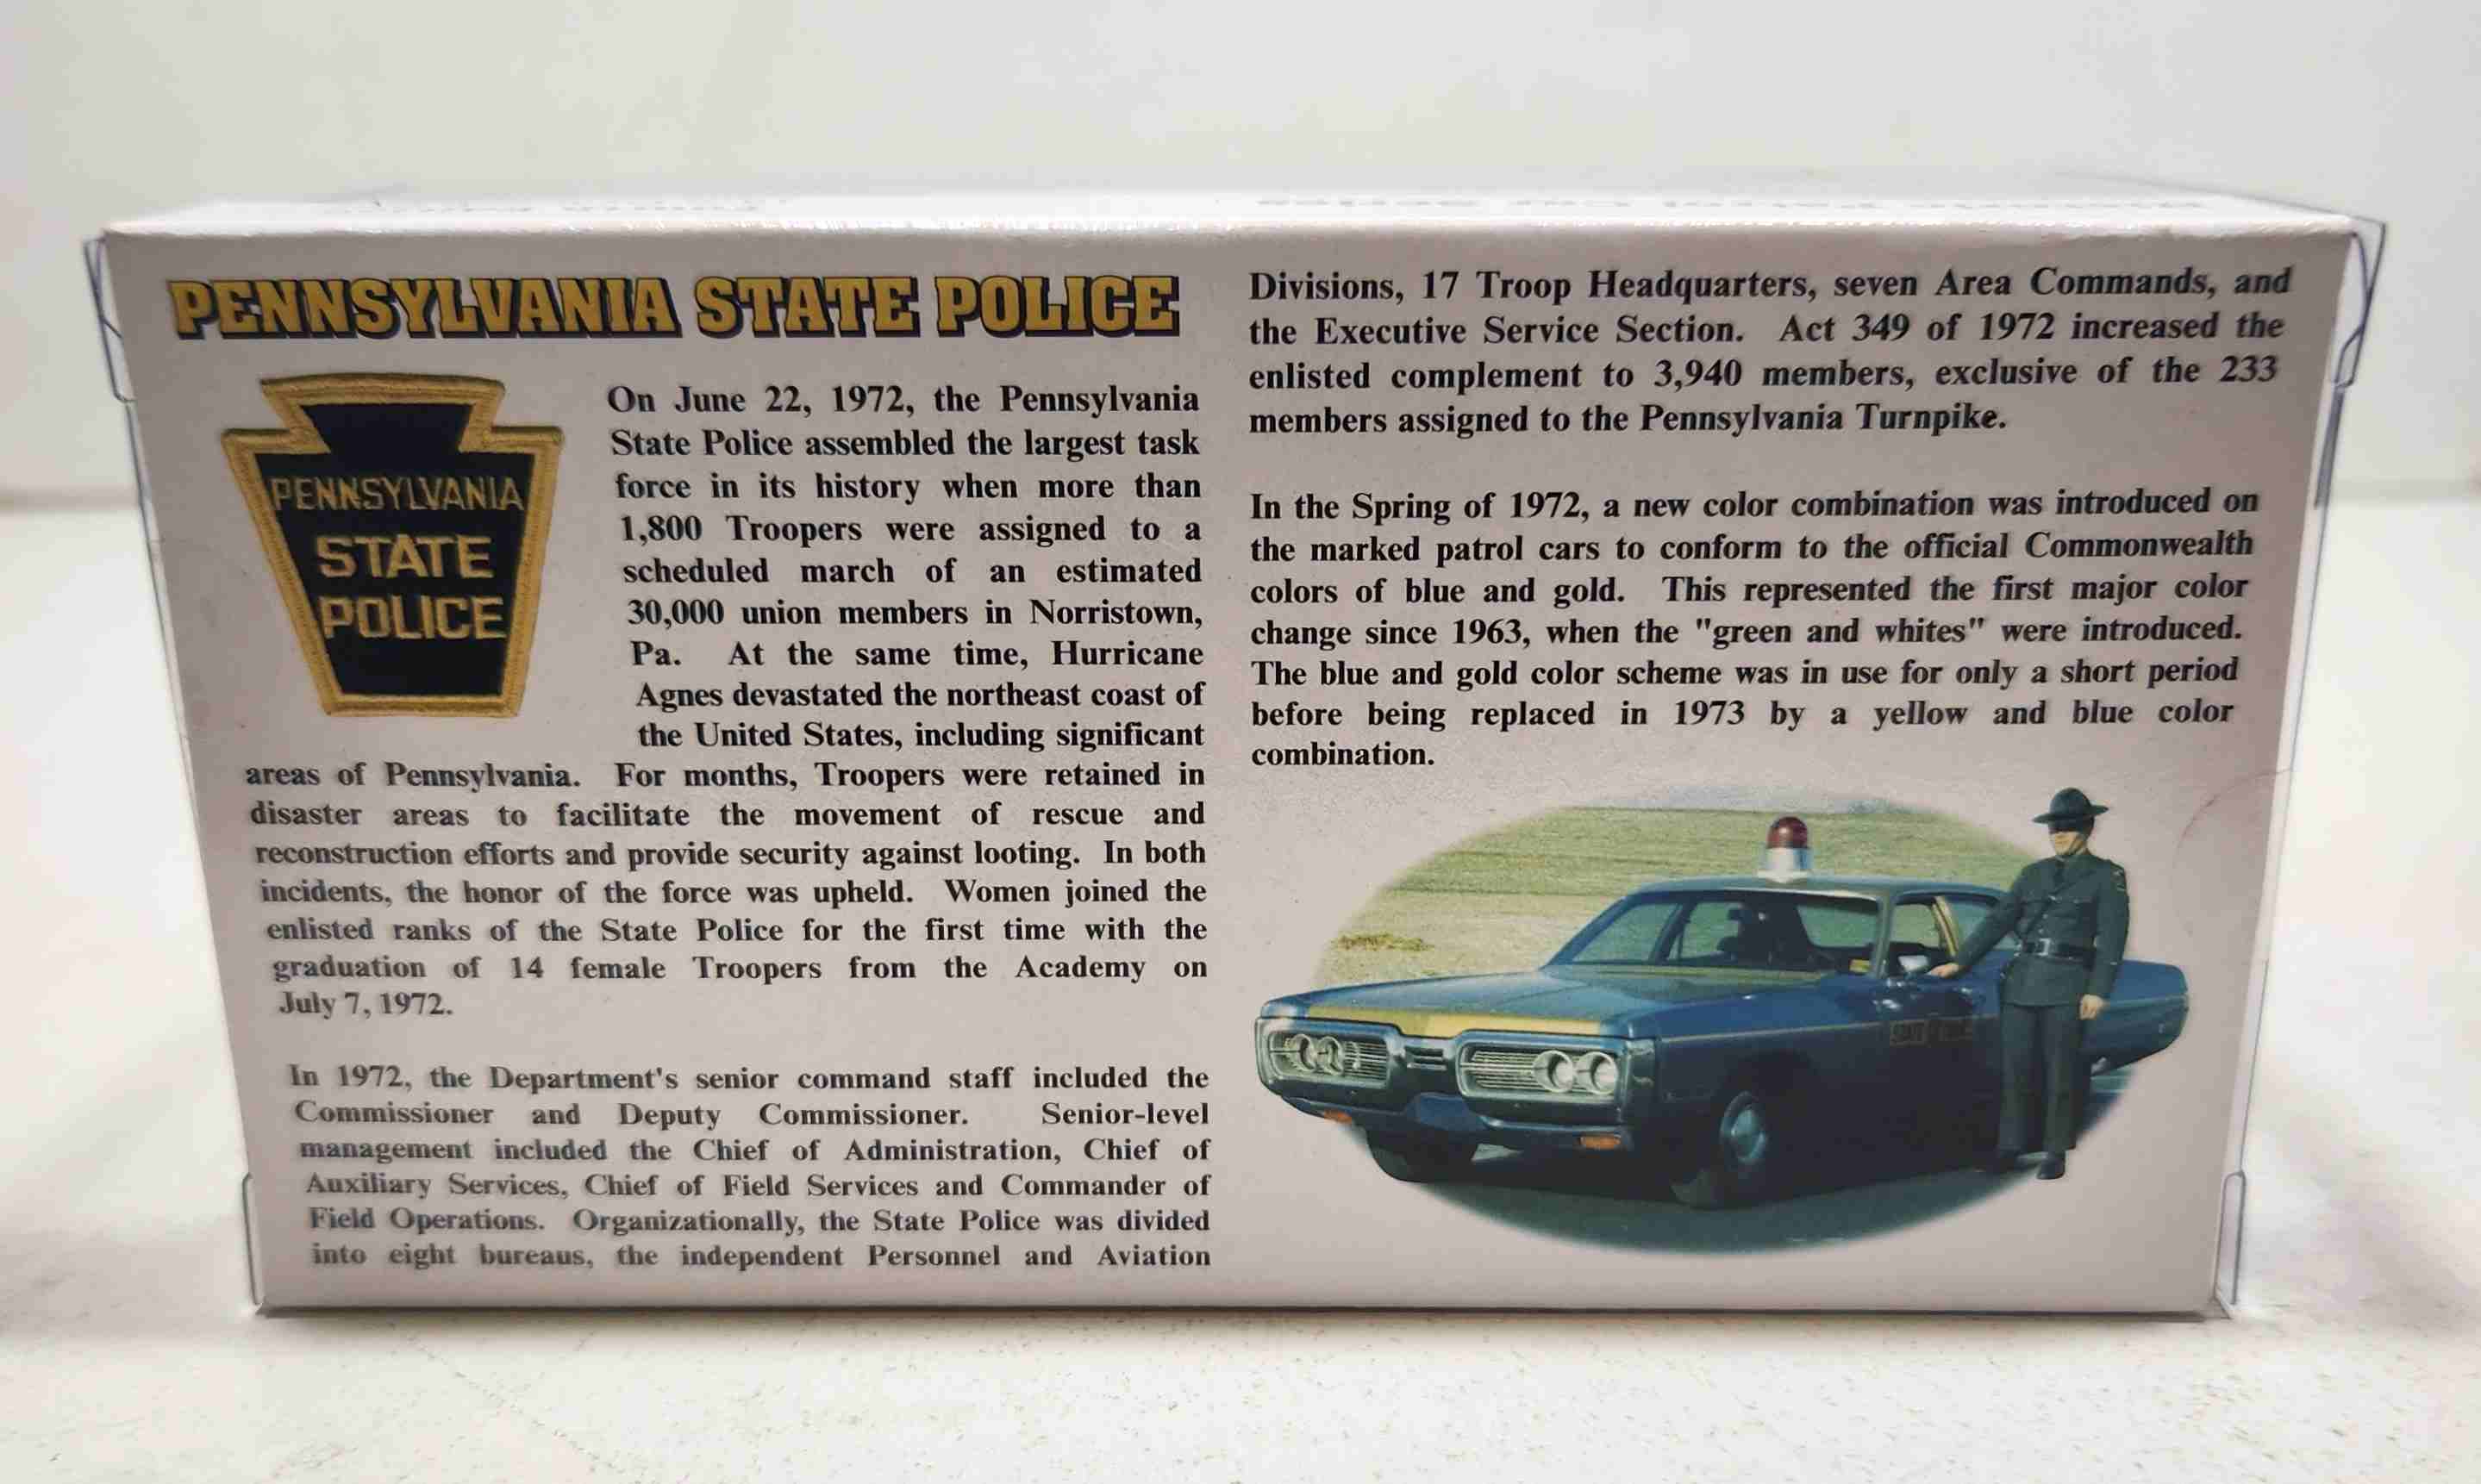 PENNSYLVANIA STATE POLICE
PENNSYLVANIA
STATE
POLICE
On June 22, 1972, the Pennsylvania
State Police assembled the largest task
force in its history when more than
1,800 Troopers were assigned to a
scheduled march of an estimated
30,000 union members in Norristown,
Pa. At the same time, Hurricane
Agnes devastated the northeast coast of
the United States, including significant
areas of Pennsylvania. For months, Troopers were retained in
disaster areas to facilitate the movement of rescue and
reconstruction efforts and provide security against looting. In both
incidents, the honor of the force was upheld. Women joined the
enlisted ranks of the State Police for the first time with the
graduation of 14 female Troopers from the Academy on
July 7, 1972.
In 1972, the Department's senior command staff included the
Commissioner and Deputy Commissioner. Senior-level
management included the Chief of Administration, Chief of
Auxiliary Services, Chief of Field Services and Commander of
Field Operations. Organizationally, the State Police was divided
into eight bureaus, the independent Personnel and Aviation
Divisions, 17 Troop Headquarters, seven Area Commands, and
the Executive Service Section. Act 349 of 1972 increased the
enlisted complement to 3,940 members, exclusive of the 233
members assigned to the Pennsylvania Turnpike.
In the Spring of 1972, a new color combination was introduced on
the marked patrol cars to conform to the official Commonwealth
colors of blue and gold. This represented the first major color
change since 1963, when the "green and whites" were introduced.
The blue and gold color scheme was in use for only a short period
before being replaced in 1973 by a yellow and blue color
combination.